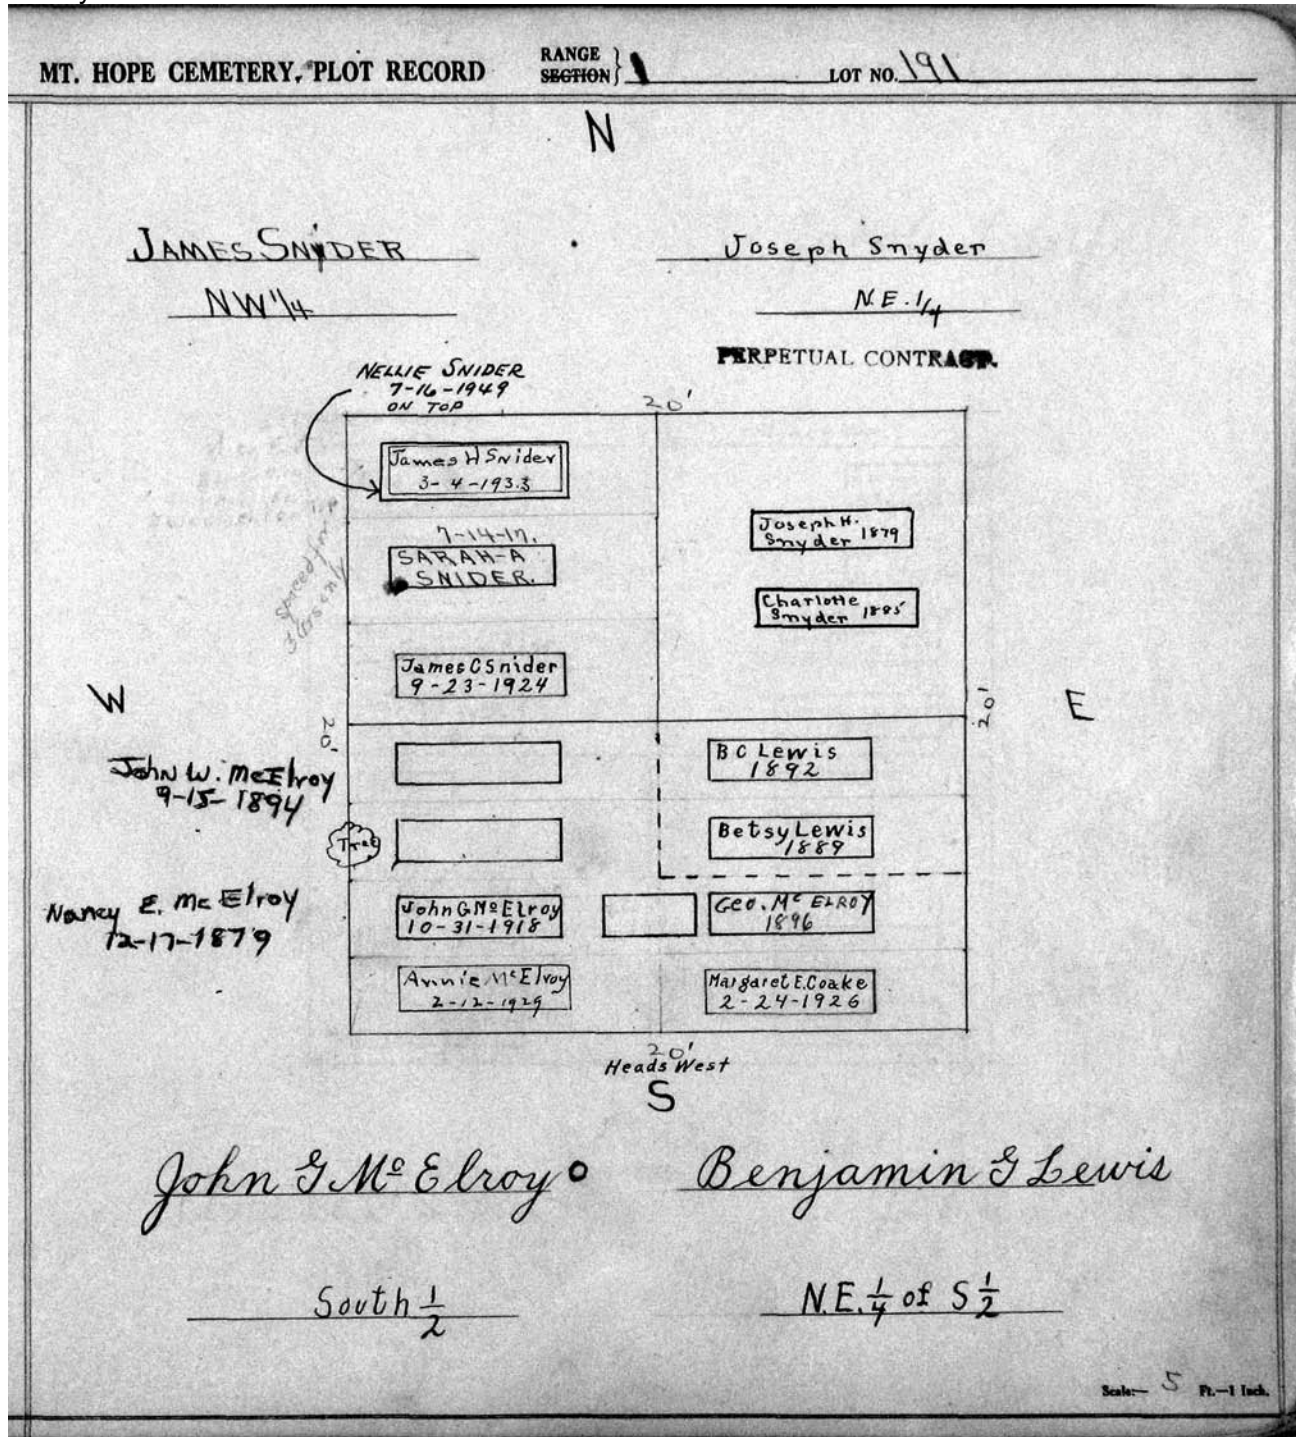 MT. HOPE CEMETERY, PLOT RECORD
RANGE
SECTION } 1
LOT NO. 191
N
JAMES SNYDER
NW 1/4
Joseph Snyder
N.E. 1/4
PERPETUAL CONTRACT.
NELLIE SNIDER
7-16-1949
ON TOP
20'
James H Snider
3-4-1933
7-14-17.
SARAH-A
SNIDER.
Joseph H.
Snyder 1879
Charlotte
Snyder 1885
spaced for
3 graves only
James C Snider
9-23-1924
W
E
20'
20'
John W. McElroy
9-15-1894
B C Lewis
1892
Tree
Betsy Lewis
1889
Nancy E. McElroy
12-17-1879
John G McElroy
10-31-1918
Geo. Mc ELROY
1896
Annie McElroy
2-12-1929
Margaret E. Coake
2-24-1926
20'
Heads West
S
John G Mc Elroy
Benjamin G Lewis
South 1/2
N.E. 1/4 of S 1/2
Scale:— 5 Ft.—1 Inch.